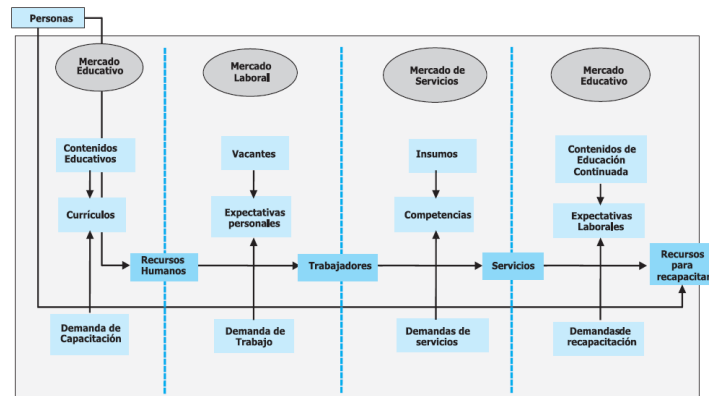 Personas
Mercado
Educativo
Mercado
Laboral
Mercado de
Servicios
Mercado
Educativo
Contenidos
Educativos
Vacantes
Insumos
Contenidos de
Educación
Continuada
Currículos
Expectativas
personales
Competencias
Expectativas
Laborales
Recursos
Humanos
Trabajadores
Servicios
Recursos
para
recapacitar
Demanda de
Capacitación
Demanda de
Trabajo
Demandas de
servicios
Demandasde
recapacitación